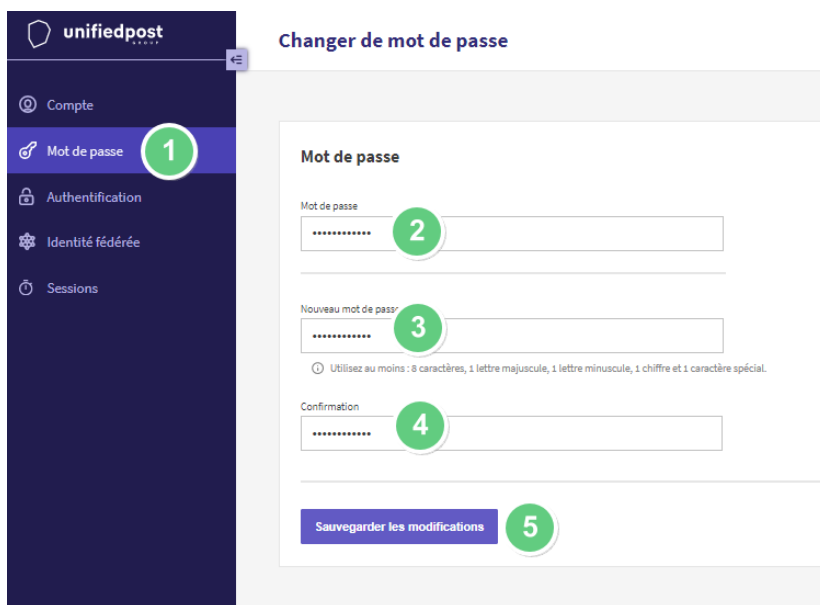 unifiedpost
GROUP
Changer de mot de passe
Compte
Mot de passe
1
Authentification
Identité fédérée
Sessions
Mot de passe
Mot de passe
••••••••••••
2
Nouveau mot de passe
••••••••••••
3
Utilisez au moins : 8 caractères, 1 lettre majuscule, 1 lettre minuscule, 1 chiffre et 1 caractère spécial.
Confirmation
••••••••••••
4
Sauvegarder les modifications
5